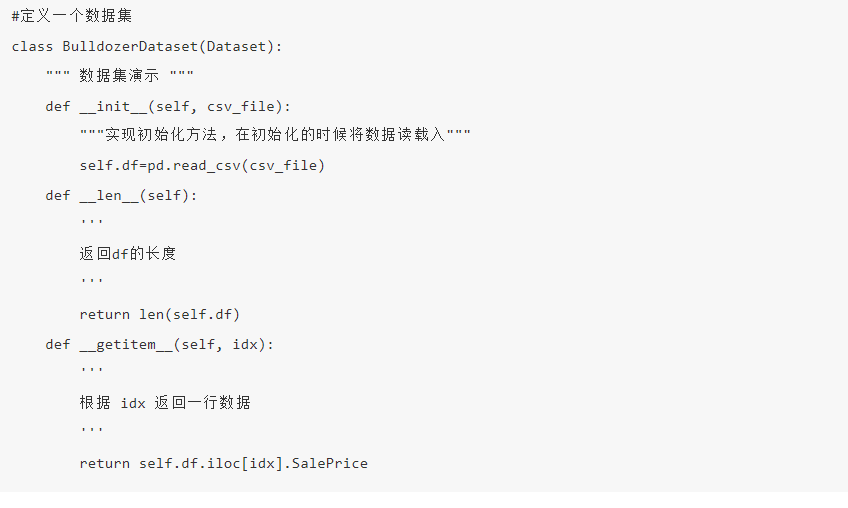 #定义一个数据集
class BulldozerDataset(Dataset):
    """ 数据集演示 """
    def __init__(self, csv_file):
        """实现初始化方法，在初始化的时候将数据读载入"""
        self.df=pd.read_csv(csv_file)
    def __len__(self):
        '''
        返回df的长度
        '''
        return len(self.df)
    def __getitem__(self, idx):
        '''
        根据 idx 返回一行数据
        '''
        return self.df.iloc[idx].SalePrice